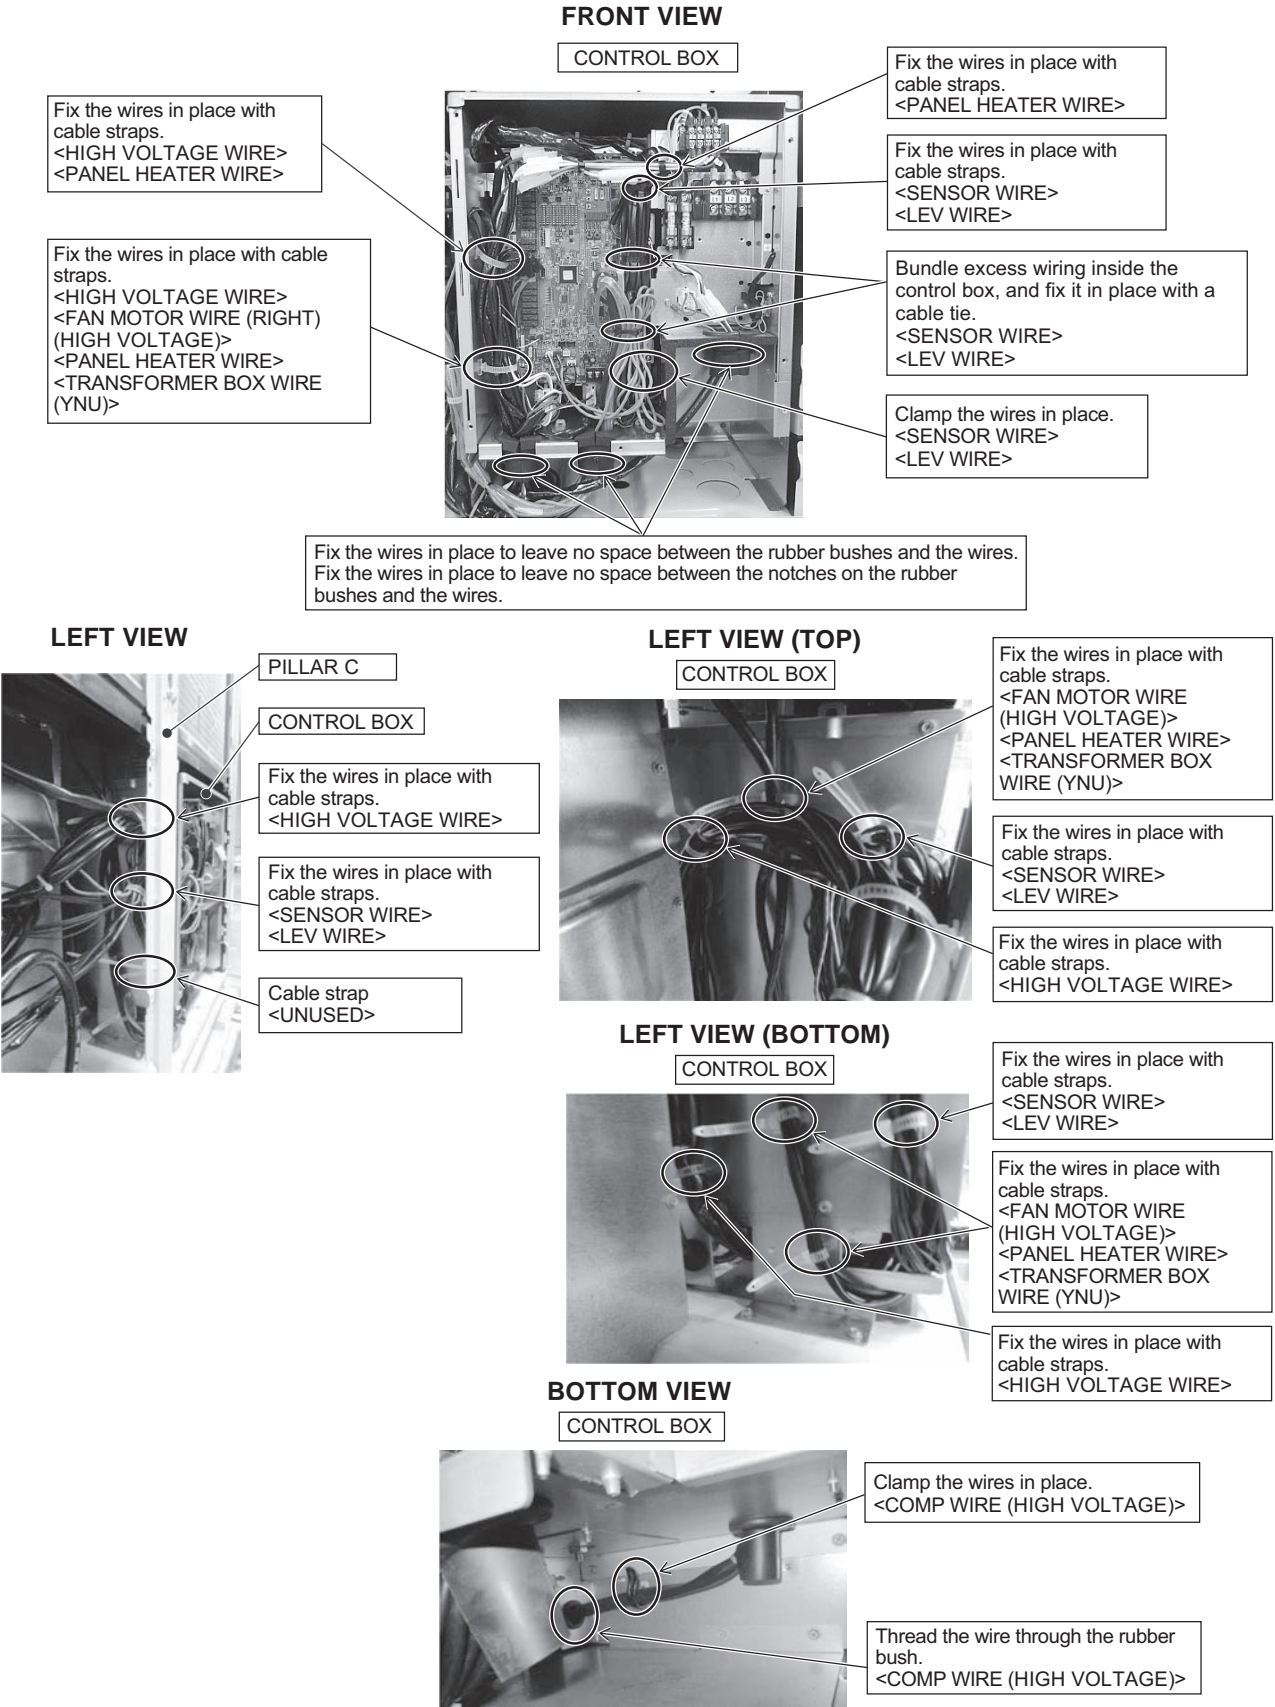 FRONT VIEW
CONTROL BOX
Fix the wires in place with
cable straps.
<HIGH VOLTAGE WIRE>
<PANEL HEATER WIRE>
Fix the wires in place with cable
straps.
<HIGH VOLTAGE WIRE>
<FAN MOTOR WIRE (RIGHT)
(HIGH VOLTAGE)>
<PANEL HEATER WIRE>
<TRANSFORMER BOX WIRE
(YNU)>
Fix the wires in place with
cable straps.
<PANEL HEATER WIRE>
Fix the wires in place with
cable straps.
<SENSOR WIRE>
<LEV WIRE>
Bundle excess wiring inside the
control box, and fix it in place with a
cable tie.
<SENSOR WIRE>
<LEV WIRE>
Clamp the wires in place.
<SENSOR WIRE>
<LEV WIRE>
Fix the wires in place to leave no space between the rubber bushes and the wires.
Fix the wires in place to leave no space between the notches on the rubber
bushes and the wires.
LEFT VIEW
PILLAR C
CONTROL BOX
Fix the wires in place with
cable straps.
<HIGH VOLTAGE WIRE>
Fix the wires in place with
cable straps.
<SENSOR WIRE>
<LEV WIRE>
Cable strap
<UNUSED>
LEFT VIEW (TOP)
CONTROL BOX
Fix the wires in place with
cable straps.
<FAN MOTOR WIRE
(HIGH VOLTAGE)>
<PANEL HEATER WIRE>
<TRANSFORMER BOX
WIRE (YNU)>
Fix the wires in place with
cable straps.
<SENSOR WIRE>
<LEV WIRE>
Fix the wires in place with
cable straps.
<HIGH VOLTAGE WIRE>
LEFT VIEW (BOTTOM)
CONTROL BOX
Fix the wires in place with
cable straps.
<SENSOR WIRE>
<LEV WIRE>
Fix the wires in place with
cable straps.
<FAN MOTOR WIRE
(HIGH VOLTAGE)>
<PANEL HEATER WIRE>
<TRANSFORMER BOX
WIRE (YNU)>
Fix the wires in place with
cable straps.
<HIGH VOLTAGE WIRE>
BOTTOM VIEW
CONTROL BOX
Clamp the wires in place.
<COMP WIRE (HIGH VOLTAGE)>
Thread the wire through the rubber
bush.
<COMP WIRE (HIGH VOLTAGE)>